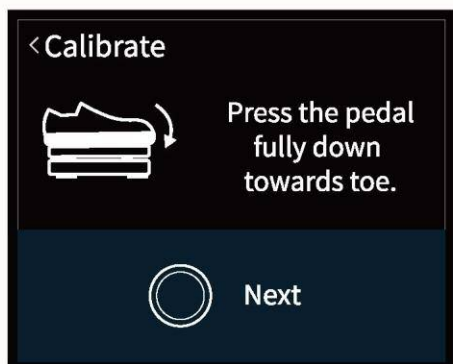 <Calibrate
Press the pedal
fully down
towards toe.
Next